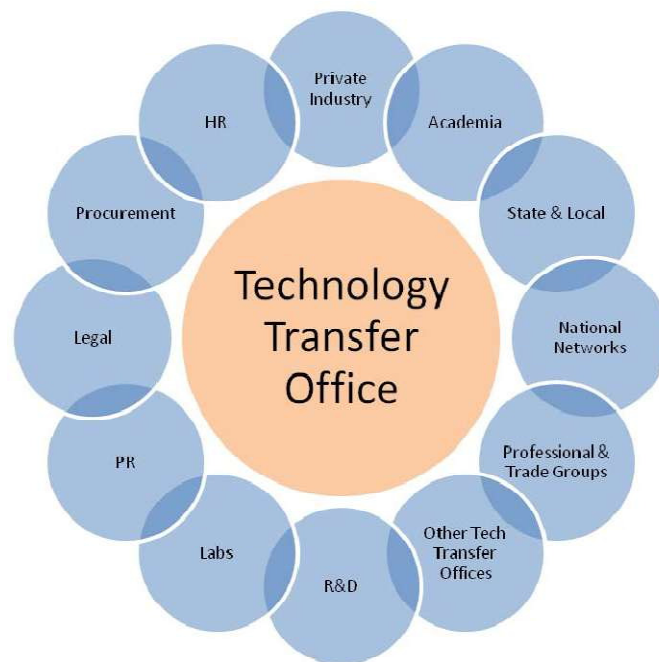 Technology
Transfer
Office
Private
Industry
Academia
State & Local
National
Networks
Professional &
Trade Groups
Other Tech
Transfer
Offices
R&D
Labs
PR
Legal
Procurement
HR